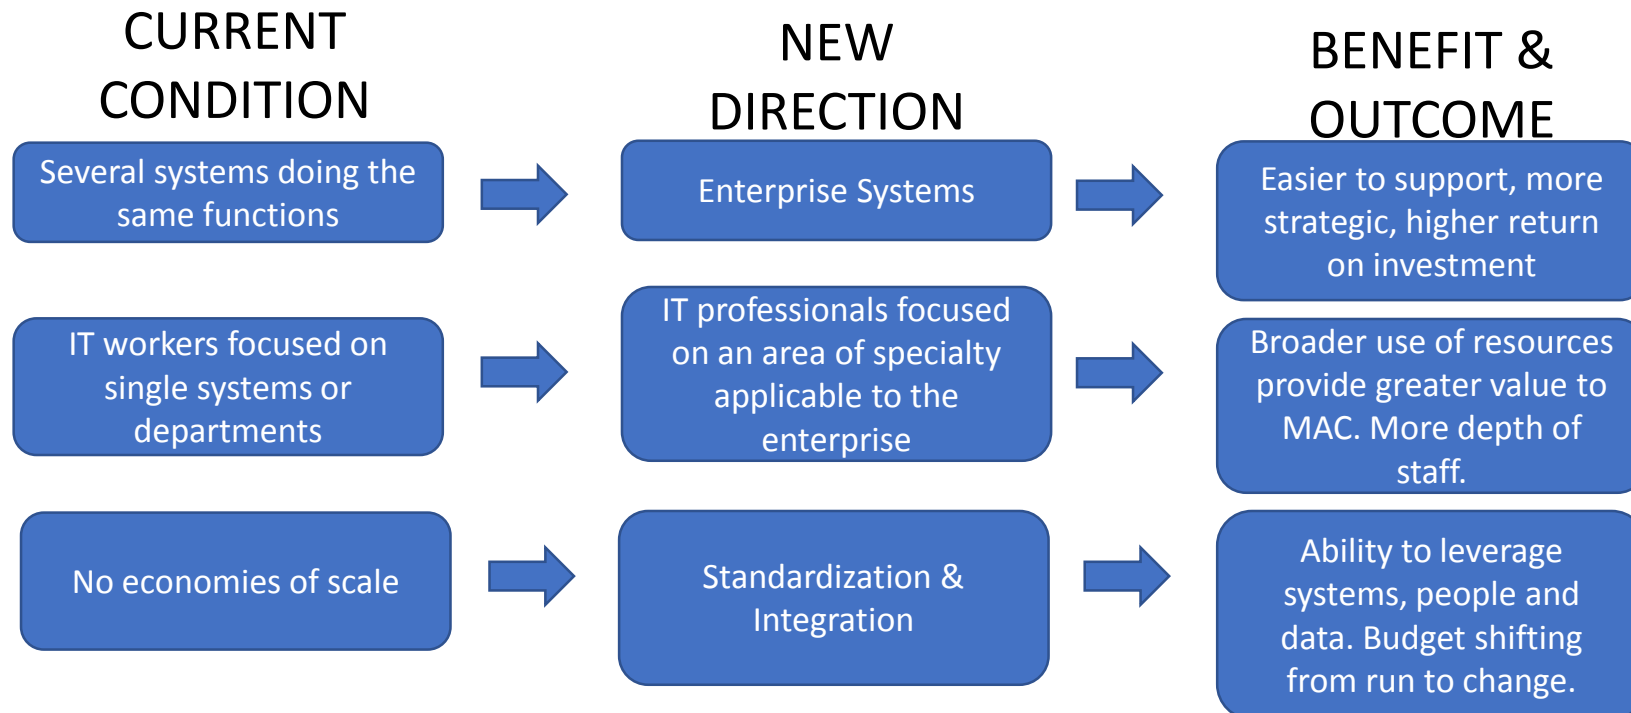 CURRENT
CONDITION
NEW
DIRECTION
BENEFIT &
OUTCOME
Several systems doing the
same functions
Enterprise Systems
Easier to support, more
strategic, higher return
on investment
IT workers focused on
single systems or
departments
IT professionals focused
on an area of specialty
applicable to the
enterprise
Broader use of resources
provide greater value to
MAC. More depth of
staff.
No economies of scale
Standardization &
Integration
Ability to leverage
systems, people and
data. Budget shifting
from run to change.